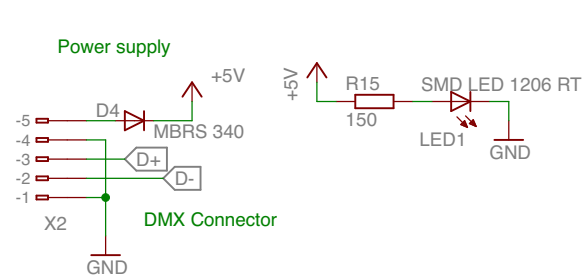 Power supply
+5V
D4
MBRS 340
-5
-4
-3
-2
-1
D+
D-
X2
DMX Connector
GND
+5V
R15
150
SMD LED 1206 RT
LED1
GND